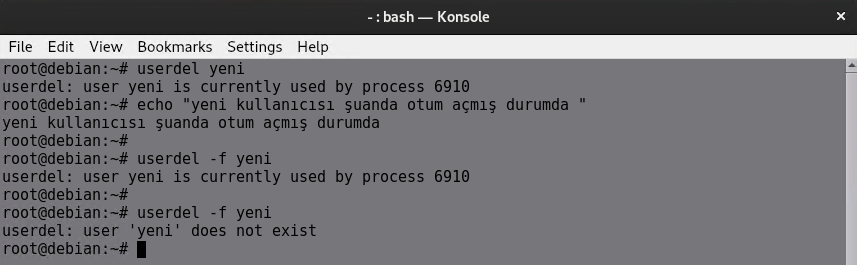 - : bash — Konsole
File Edit View Bookmarks Settings Help
root@debian:~# userdel yeni
userdel: user yeni is currently used by process 6910
root@debian:~# echo "yeni kullanıcısı şuanda otum açmış durumda "
yeni kullanıcısı şuanda otum açmış durumda
root@debian:~#
root@debian:~# userdel -f yeni
userdel: user yeni is currently used by process 6910
root@debian:~#
root@debian:~# userdel -f yeni
userdel: user 'yeni' does not exist
root@debian:~#